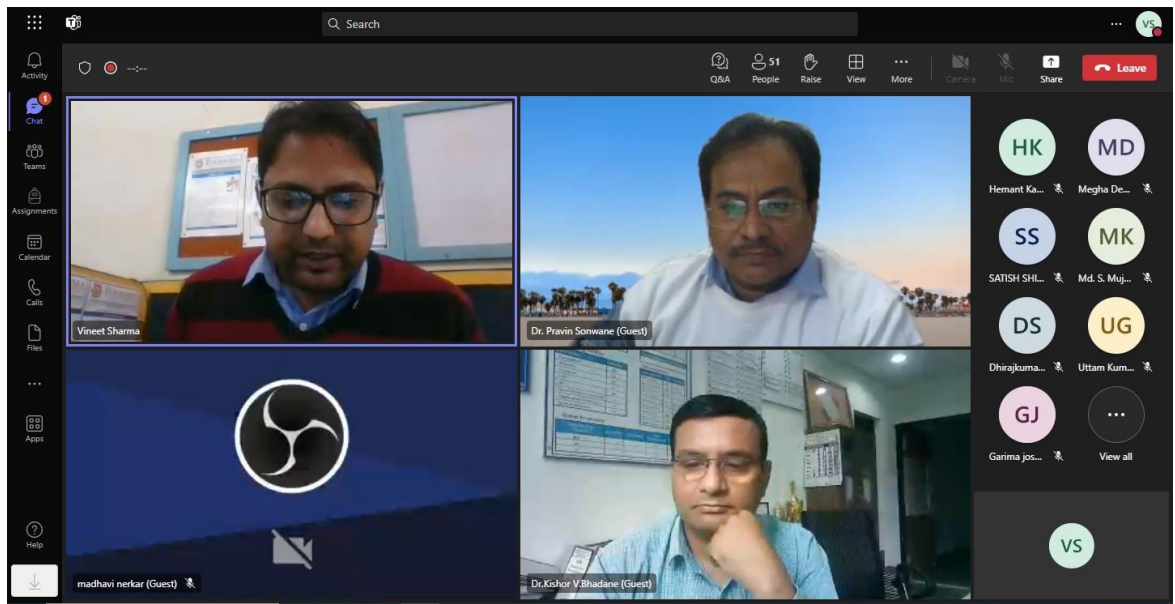 Search
VS
Activity
1
Chat
Teams
Assignments
Calendar
Calls
Files
Apps
Help
--:--
Q&A
51
People
Raise
View
More
Camera
Mic
Share
Leave
Vineet Sharma
Dr. Pravin Sonwane (Guest)
madhavi nerkar (Guest)
Dr.Kishor V.Bhadane (Guest)
HK
MD
Hemant Ka...
Megha De...
SS
MK
SATISH SHI...
Md. S. Muj...
DS
UG
Dhirajkuma...
Uttam Kum...
GJ
Garima jos...
View all
VS